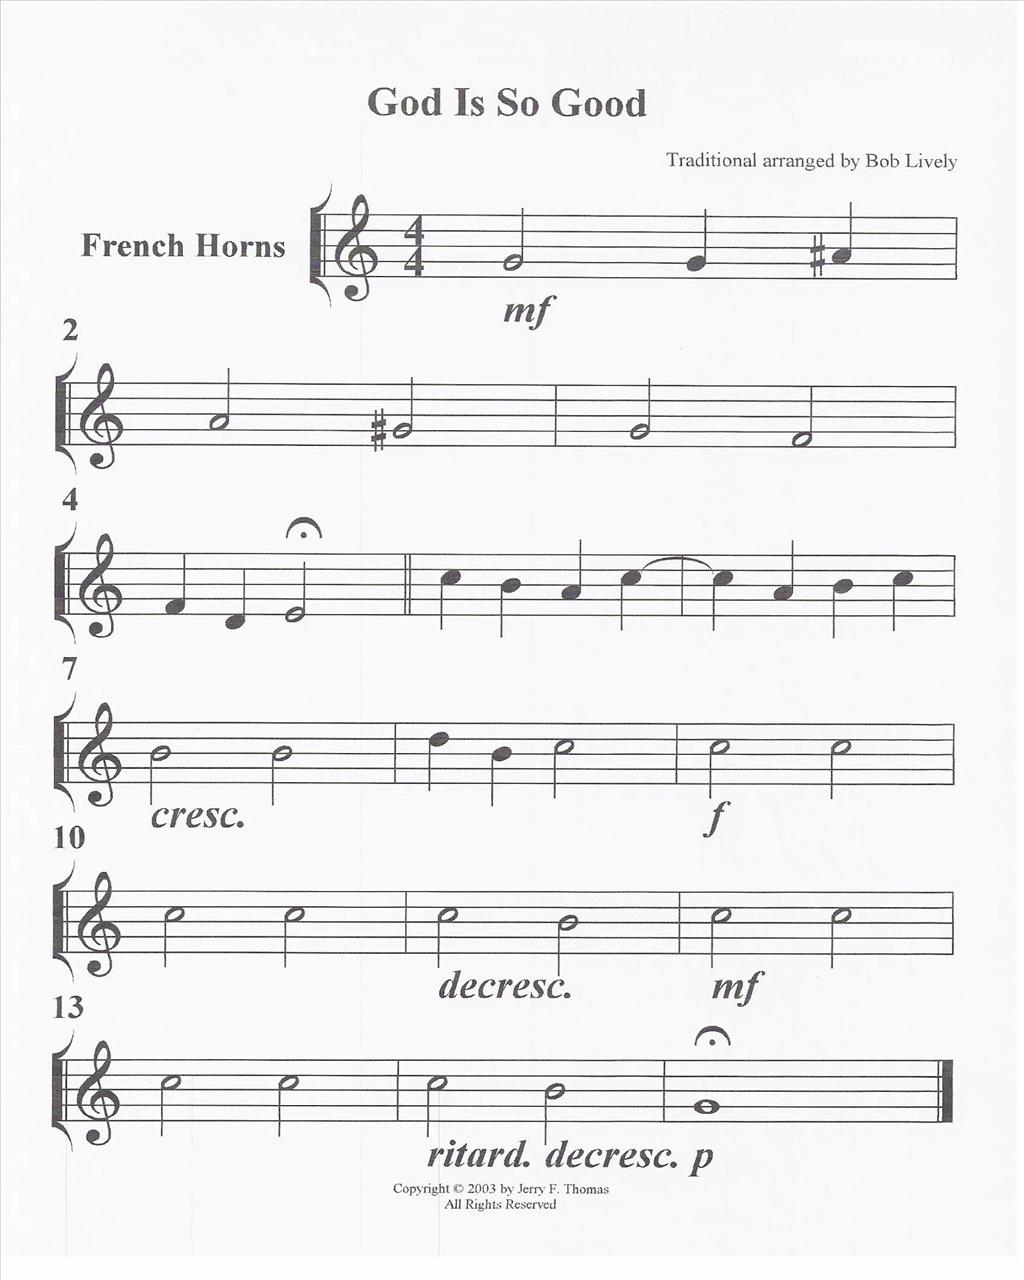 God Is So Good
Traditional arranged by Bob Lively
French Horns
4
4
mf
2
4
7
cresc.
f
10
decresc.
mf
13
ritard. decresc. p
Copyright © 2003 by Jerry F. Thomas
All Rights Reserved